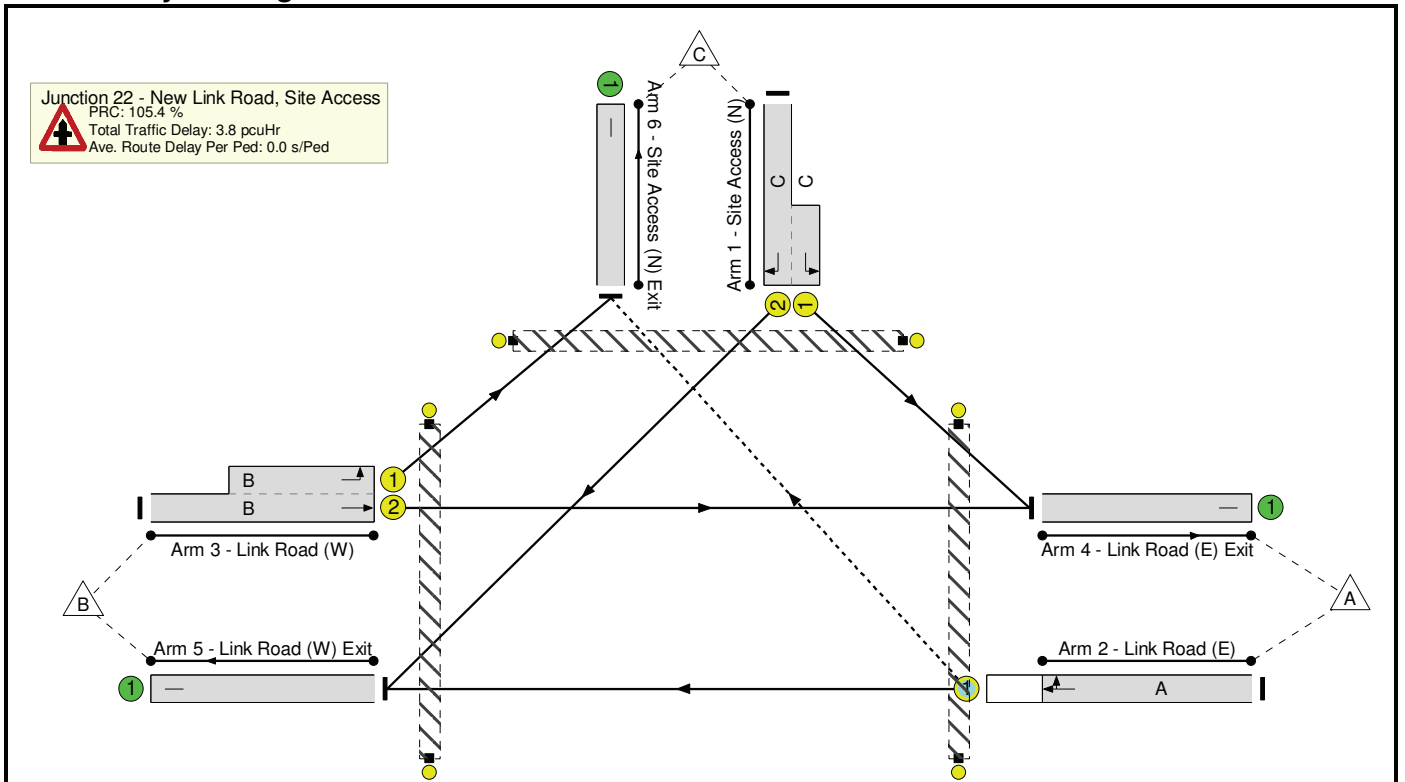 Junction 22 - New Link Road, Site Access
PRC: 105.4 %
Total Traffic Delay: 3.8 pcuHr
Ave. Route Delay Per Ped: 0.0 s/Ped
C
1
Arm 6 - Site Access (N) Exit
Arm 1 - Site Access (N)
C
C
2
1
B
1
B
2
Arm 3 - Link Road (W)
B
Arm 5 - Link Road (W) Exit
1
1
Arm 4 - Link Road (E) Exit
A
Arm 2 - Link Road (E)
1
A